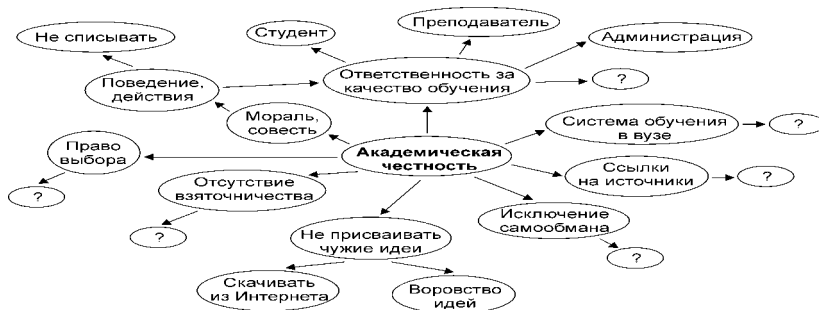 Не списывать
Студент
Преподаватель
Администрация
Поведение,
действия
Ответственность за
качество обучения
?
Мораль,
совесть
Система обучения
в вузе
?
Право
выбора
Академическая
честность
Ссылки
на источники
?
?
Отсутствие
взяточничества
?
Исключение
самообмана
?
Не присваивать
чужие идеи
Скачивать
из Интернета
Воровство
идей